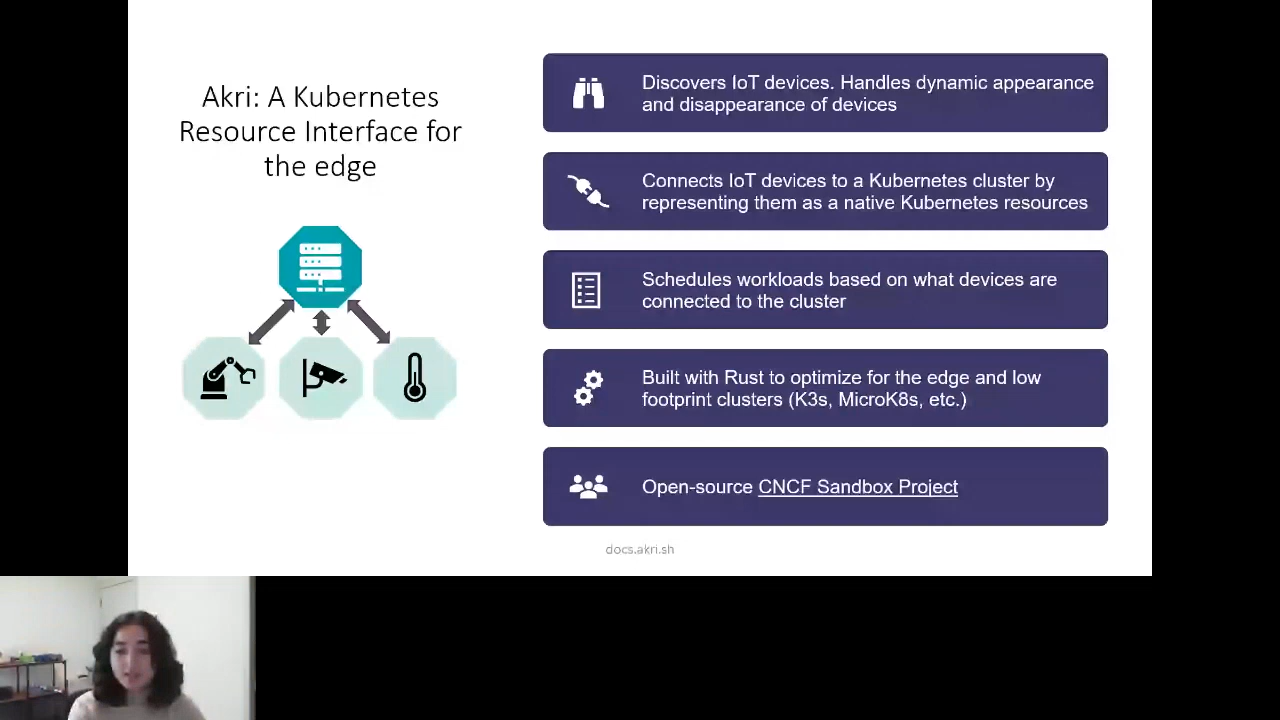 Akri: A Kubernetes
Resource Interface for
the edge
Discovers IoT devices. Handles dynamic appearance
and disappearance of devices
Connects IoT devices to a Kubernetes cluster by
representing them as a native Kubernetes resources
Schedules workloads based on what devices are
connected to the cluster
Built with Rust to optimize for the edge and low
footprint clusters (K3s, MicroK8s, etc.)
Open-source CNCF Sandbox Project
docs.akri.sh